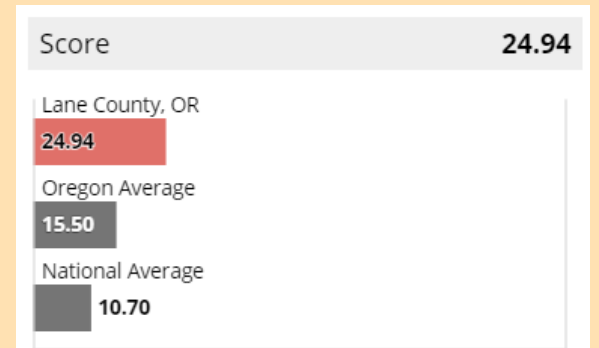 Score 24.94
Lane County, OR
24.94
Oregon Average
15.50
National Average
10.70